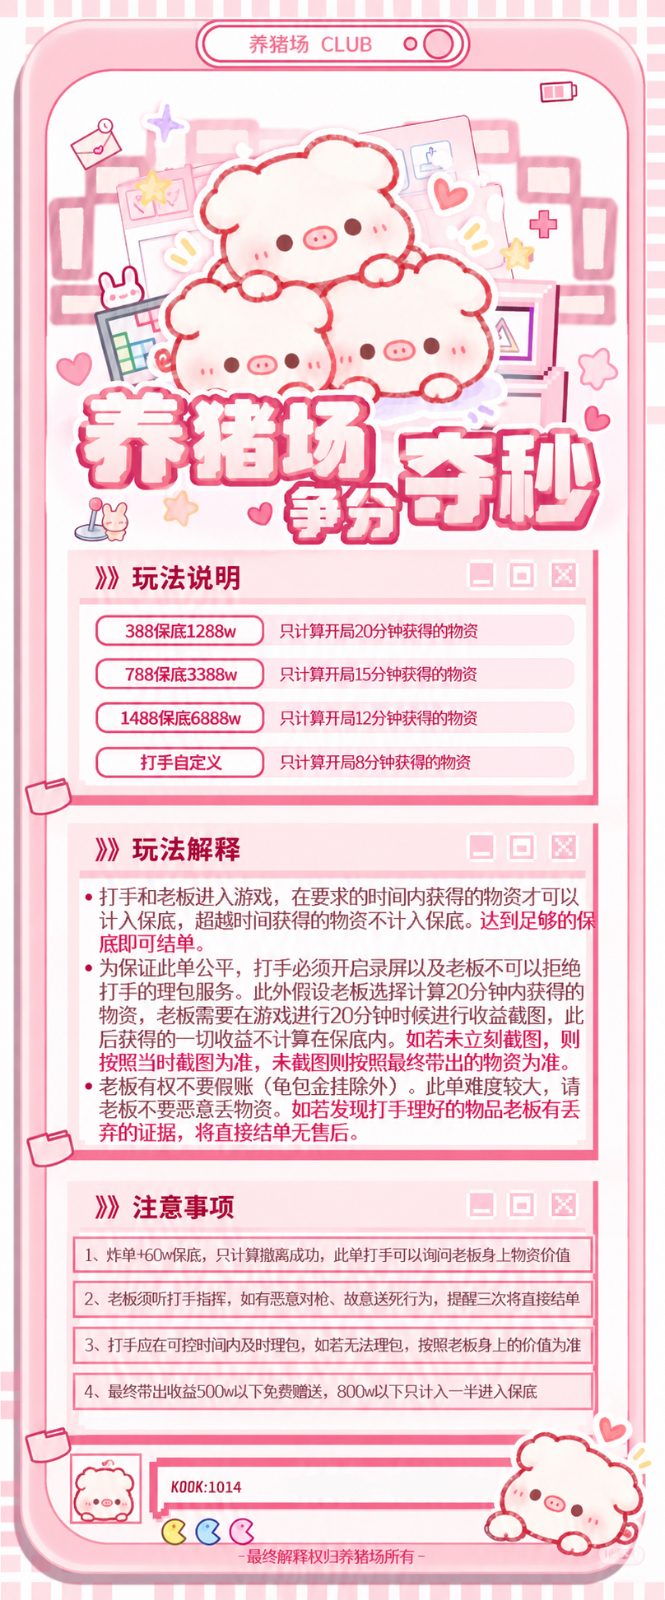 养猪场 CLUB
养猪场
争分夺秒
》》 玩法说明
388保底1288w 只计算开局20分钟获得的物资
788保底3388w 只计算开局15分钟获得的物资
1488保底6888w 只计算开局12分钟获得的物资
打手自定义 只计算开局8分钟获得的物资
》》 玩法解释
• 打手和老板进入游戏，在要求的时间内获得的物资才可以
计入保底，超越时间获得的物资不计入保底。达到足够的保
底即可结单。
• 为保证此单公平，打手必须开启录屏以及老板不可以拒绝
打手的理包服务。此外假设老板选择计算20分钟内获得的
物资，老板需要在游戏进行20分钟时候进行收益截图，此
后获得的一切收益不计算在保底内。如若未立刻截图，则
按照当时截图为准，未截图则按照最终带出的物资为准。
• 老板有权不要假账（龟包金挂除外）。此单难度较大，请
老板不要恶意丢物资。如若发现打手理好的物品老板有丢
弃的证据，将直接结单无售后。
》》 注意事项
1、炸单+60w保底，只计算撤离成功，此单打手可以询问老板身上物资价值
2、老板须听打手指挥，如有恶意对枪、故意送死行为，提醒三次将直接结单
3、打手应在可控时间内及时理包，如若无法理包，按照老板身上的价值为准
4、最终带出收益500w以下免费赠送，800w以下只计入一半进入保底
KOOK:1014
-最终解释权归养猪场所有-